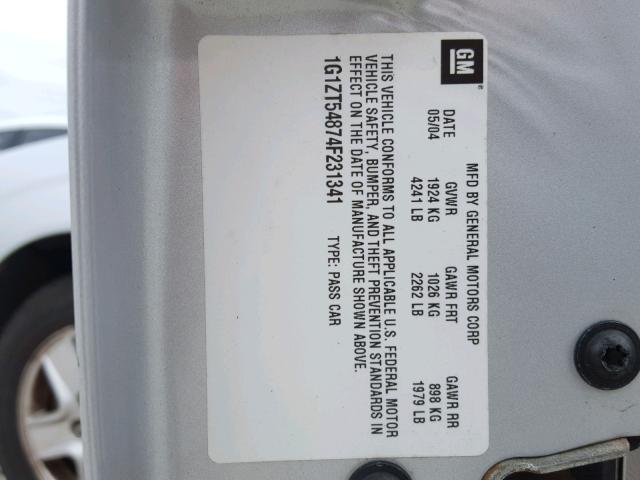 GM
MFD BY GENERAL MOTORS CORP
DATE GVWR GAWR FRT GAWR RR
05/04 1924 KG 1026 KG 898 KG
4241 LB 2262 LB 1979 LB
THIS VEHICLE CONFORMS TO ALL APPLICABLE U.S. FEDERAL MOTOR
VEHICLE SAFETY, BUMPER, AND THEFT PREVENTION STANDARDS IN
EFFECT ON THE DATE OF MANUFACTURE SHOWN ABOVE.
1G1ZT54874F231341 TYPE: PASS CAR